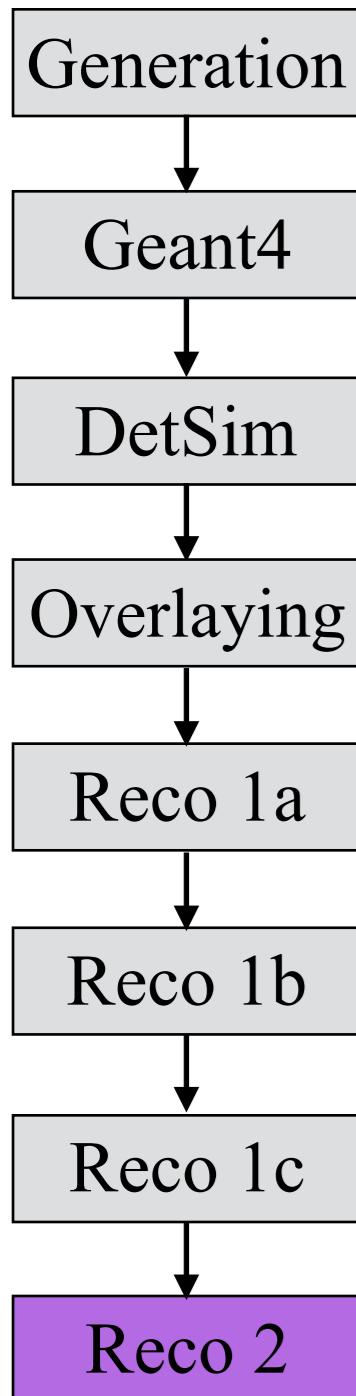 Generation
Geant4
DetSim
Overlaying
Reco 1a
Reco 1b
Reco 1c
Reco 2